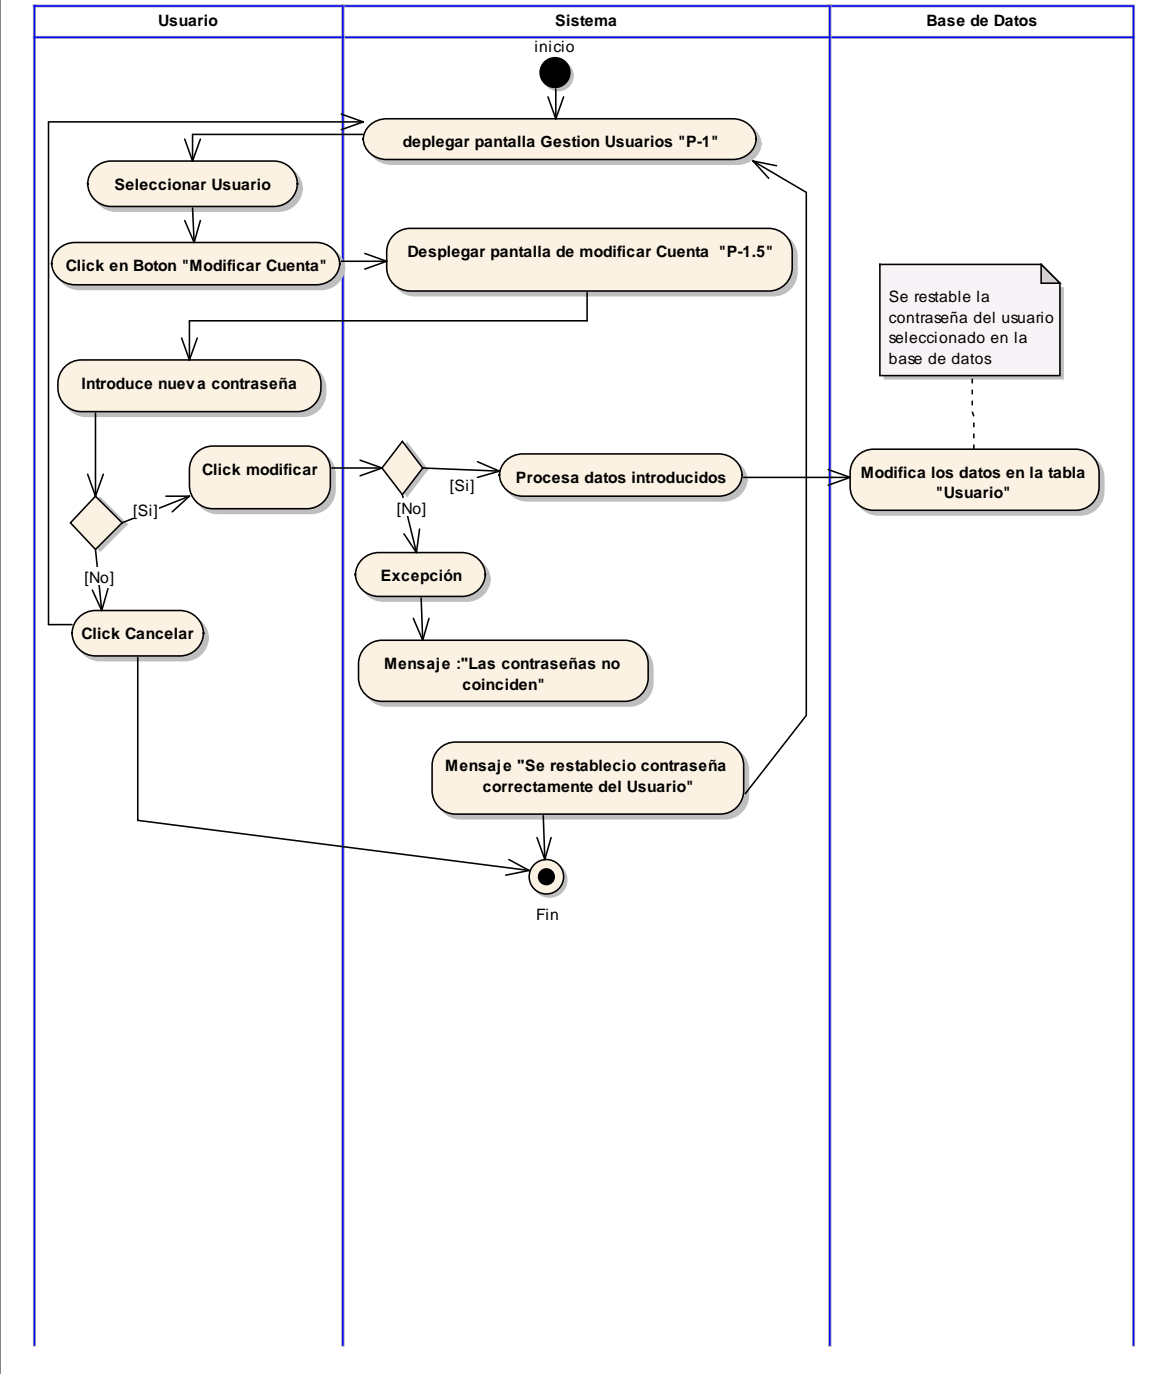 Usuario
Sistema
Base de Datos
inicio
deplegar pantalla Gestion Usuarios "P-1"
Seleccionar Usuario
Click en Boton "Modificar Cuenta"
Desplegar pantalla de modificar Cuenta "P-1.5"
Se restable la
contraseña del usuario
seleccionado en la
base de datos
Introduce nueva contraseña
Click modificar
[Si]
[No]
Click Cancelar
[Si]
[No]
Procesa datos introducidos
Modifica los datos en la tabla
"Usuario"
Excepción
Mensaje :"Las contraseñas no
coinciden"
Mensaje "Se restablecio contraseña
correctamente del Usuario"
Fin